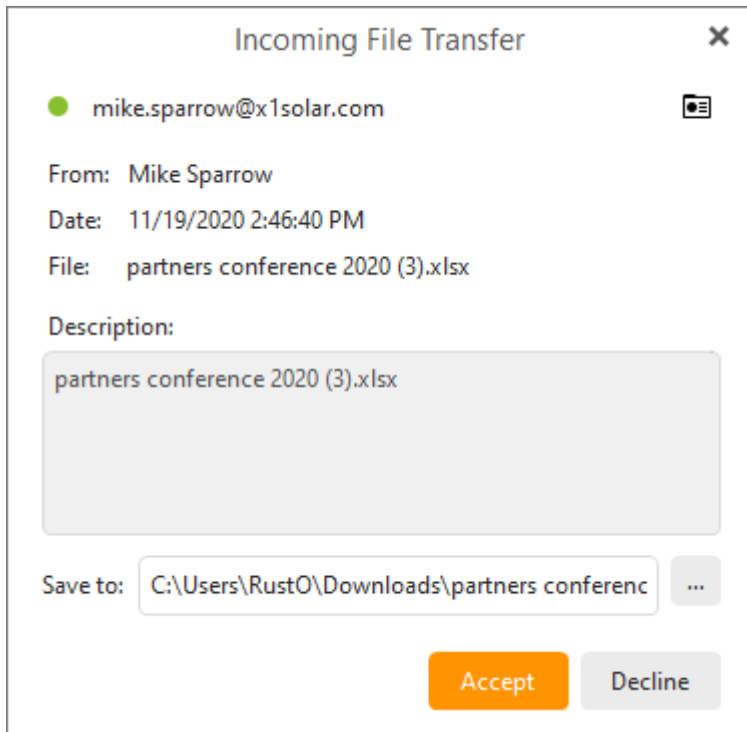 Incoming File Transfer
mike.sparrow@x1solar.com
From: Mike Sparrow
Date: 11/19/2020 2:46:40 PM
File: partners conference 2020 (3).xlsx
Description:
partners conference 2020 (3).xlsx
Save to: C:\Users\RustO\Downloads\partners conferenc ...
Accept Decline